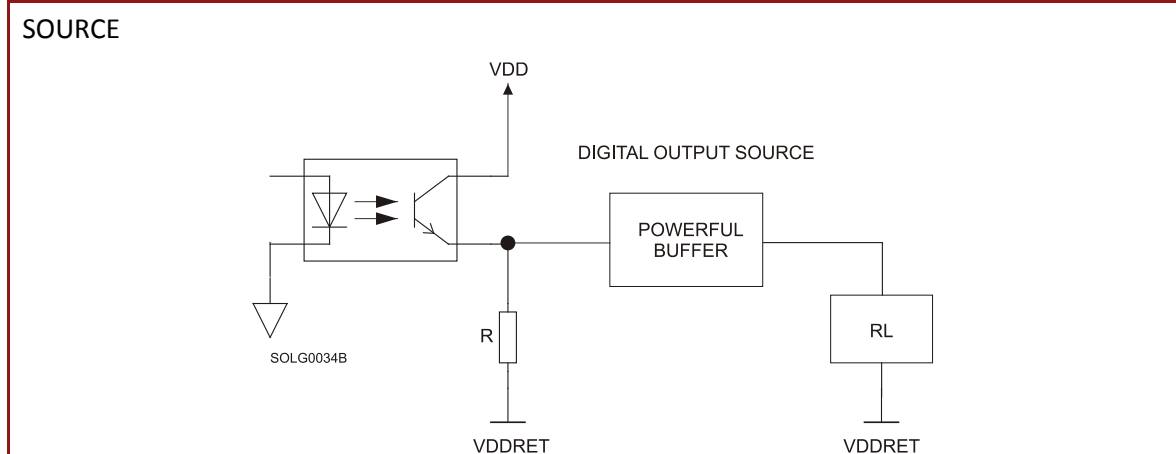 SOURCE
VDD
DIGITAL OUTPUT SOURCE
POWERFUL
BUFFER
R
RL
SOLG0034B
VDDRET
VDDRET